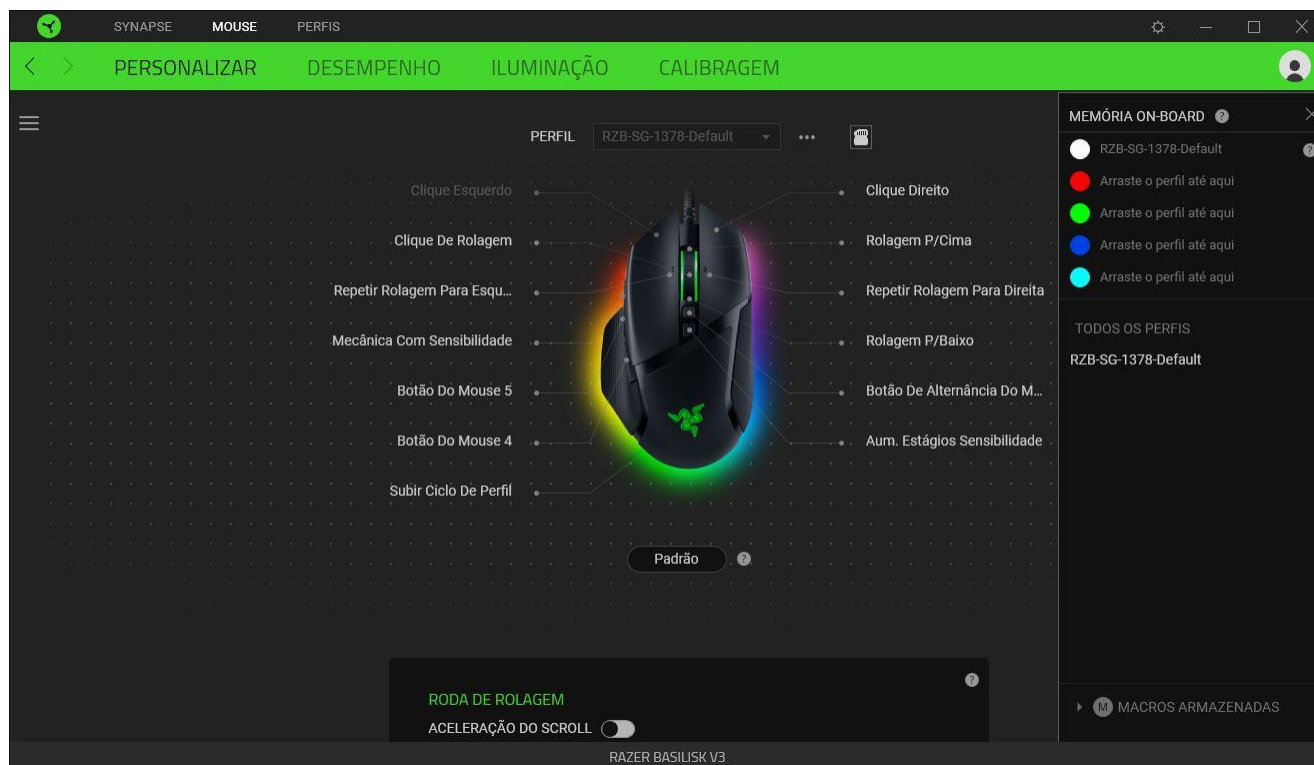 SYNAPSE MOUSE PERFIS
PERSONALIZAR DESEMPENHO ILUMINAÇÃO CALIBRAGEM
PERFIL RZB-SG-1378-Default
Clique Esquerdo
Clique De Rolagem
Repetir Rolagem Para Esqu...
Mecânica Com Sensibilidade
Botão Do Mouse 5
Botão Do Mouse 4
Subir Ciclo De Perfil
Clique Direito
Rolagem P/Cima
Repetir Rolagem Para Direita
Rolagem P/Baixo
Botão De Alternância Do M...
Aum. Estágios Sensibilidade
Padrão ?
RODA DE ROLAGEM ?
ACELERAÇÃO DO SCROLL
MEMÓRIA ON-BOARD ?
RZB-SG-1378-Default ?
Arraste o perfil até aqui
Arraste o perfil até aqui
Arraste o perfil até aqui
Arraste o perfil até aqui
TODOS OS PERFIS
RZB-SG-1378-Default
M MACROS ARMAZENADAS
RAZER BASILISK V3